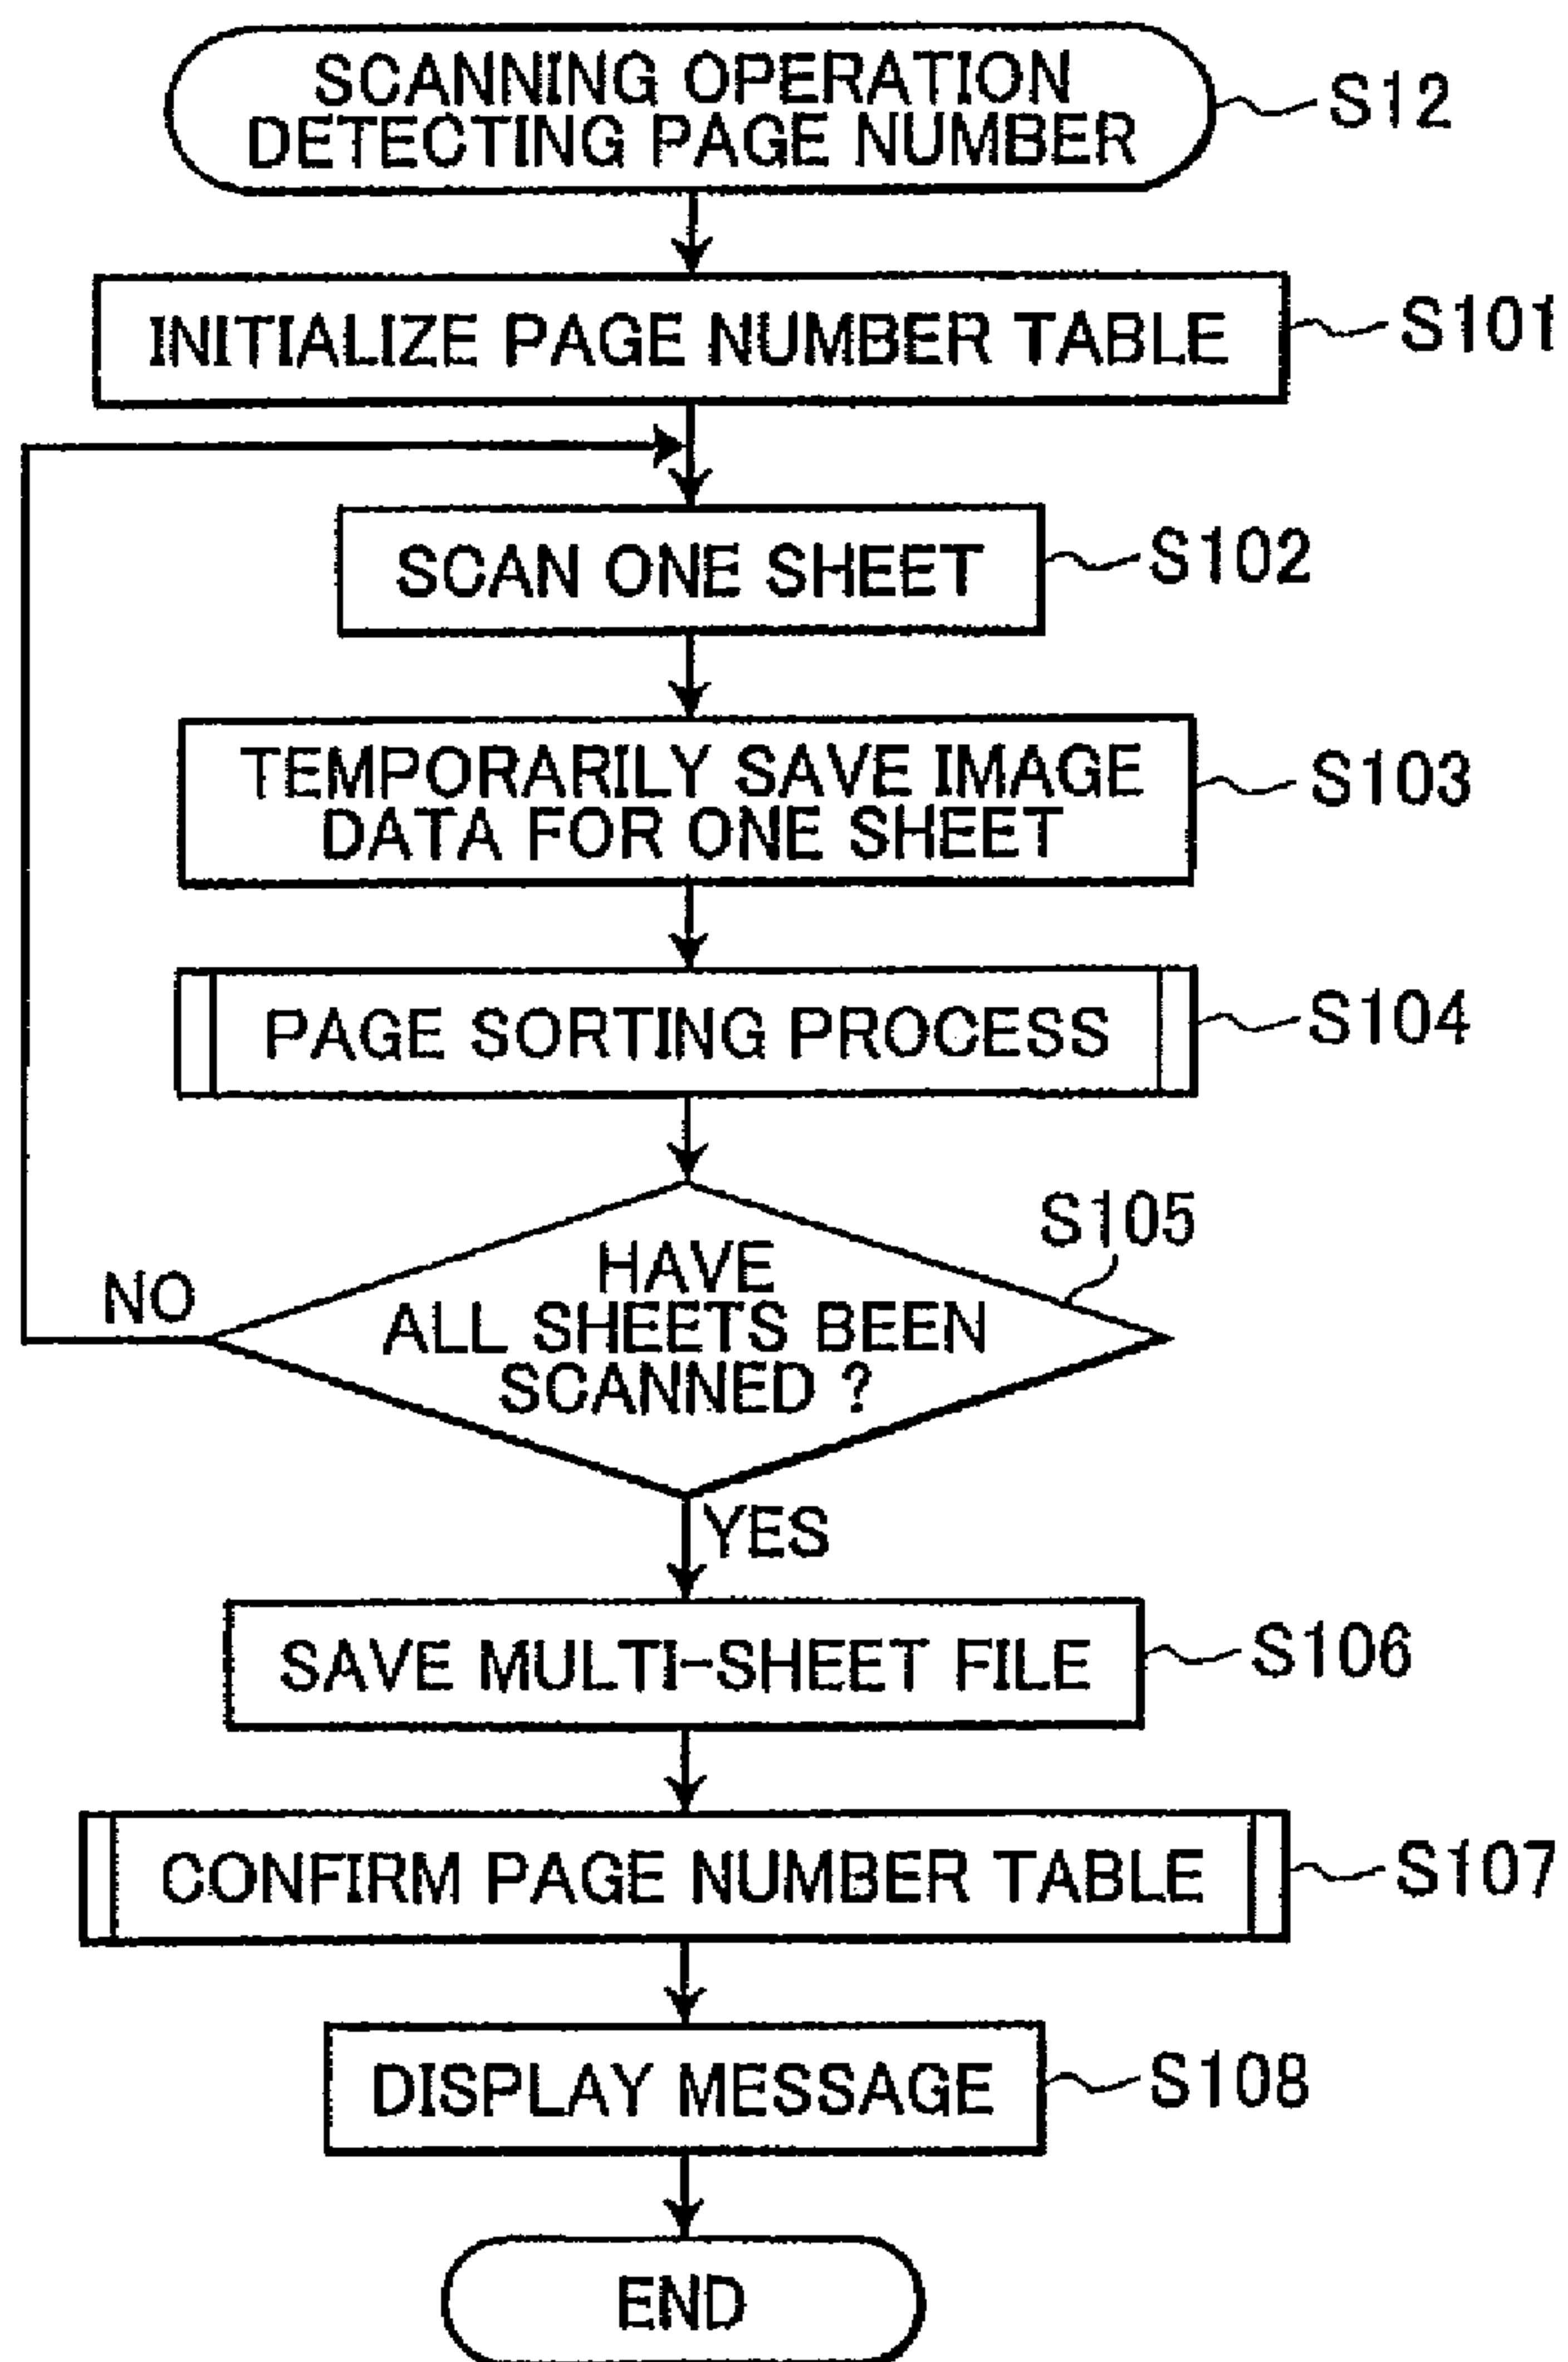 SCANNING OPERATION
DETECTING PAGE NUMBER
S12
INITIALIZE PAGE NUMBER TABLE
S101
SCAN ONE SHEET
S102
TEMPORARILY SAVE IMAGE
DATA FOR ONE SHEET
S103
PAGE SORTING PROCESS
S104
S105
HAVE
ALL SHEETS BEEN
SCANNED ?
NO
YES
SAVE MULTI-SHEET FILE
S106
CONFIRM PAGE NUMBER TABLE
S107
DISPLAY MESSAGE
S108
END